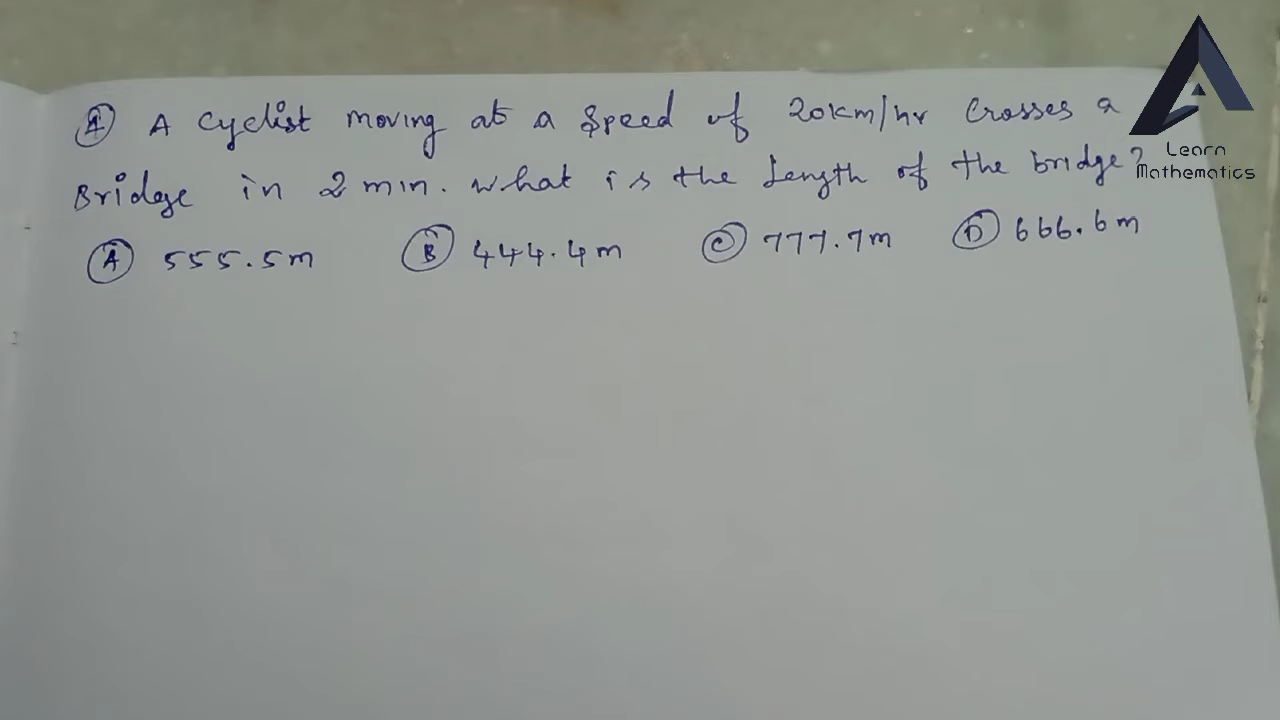 4 A cyclist moving at a speed of 20km/hr crosses a
Bridge in 2 min. what is the length of the bridge?
A 555.5m B 444.4m C 777.7m D 666.6m
Learn
Mathematics